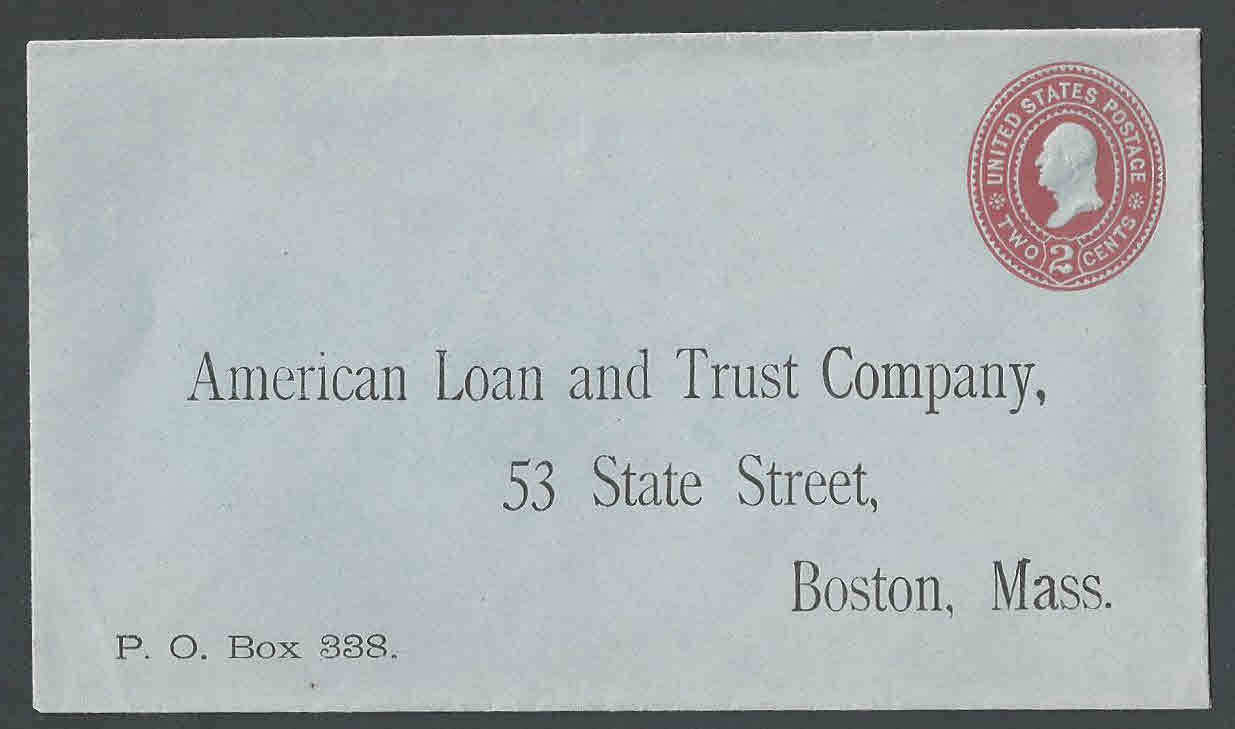 UNITED STATES POSTAGE
TWO 2 CENTS
American Loan and Trust Company,
53 State Street,
Boston, Mass.
P. O. Box 338.